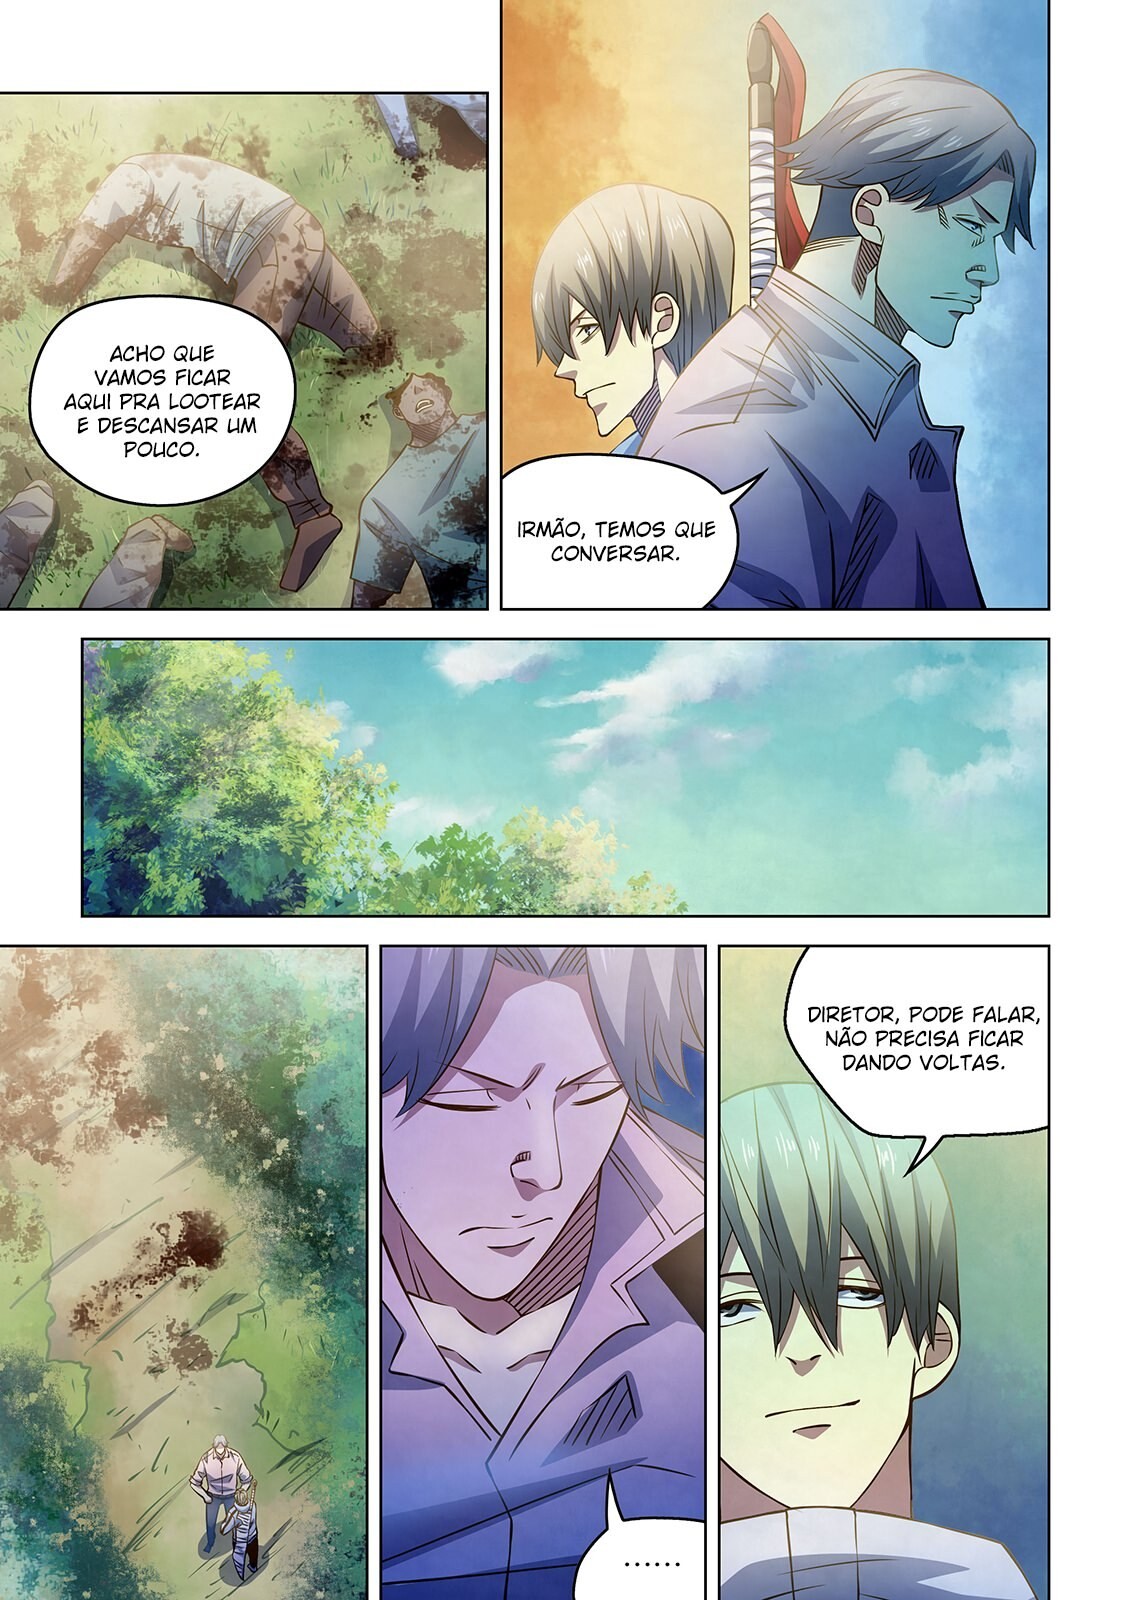 ACHO QUE
VAMOS FICAR
AQUI PRA LOOTEAR
E DESCANSAR UM
POUCO.
IRMÃO, TEMOS QUE
CONVERSAR.
DIRETOR, PODE FALAR,
NÃO PRECISA FICAR
DANDO VOLTAS.
......